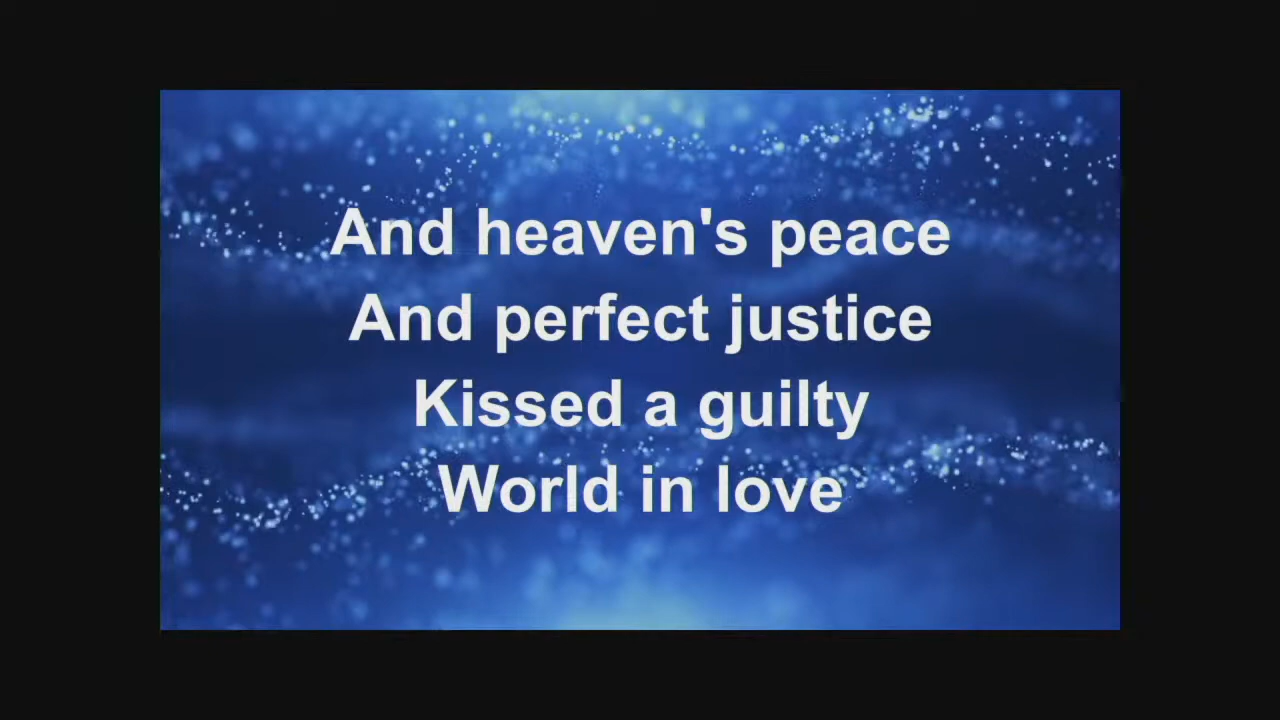 And heaven's peace
And perfect justice
Kissed a guilty
World in love